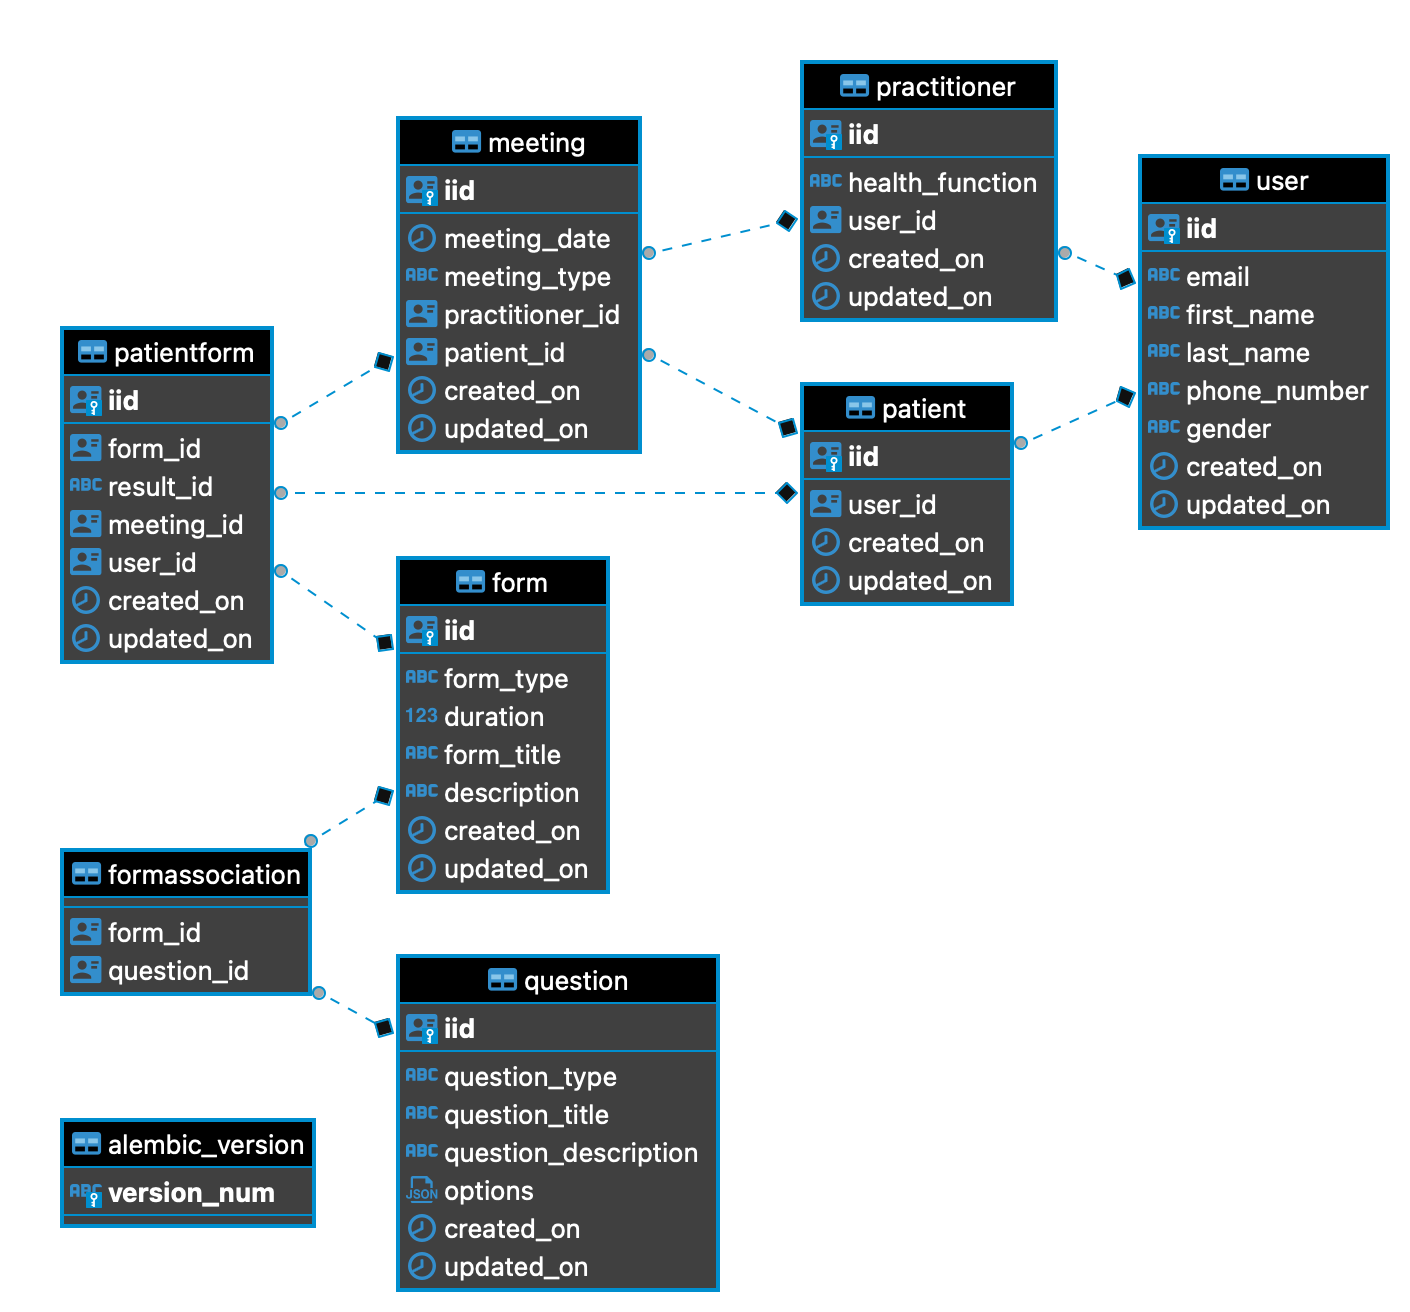 practitioner
iid
ABC health_function
user_id
created_on
updated_on
meeting
iid
meeting_date
ABC meeting_type
practitioner_id
patient_id
created_on
updated_on
user
iid
ABC email
ABC first_name
ABC last_name
ABC phone_number
ABC gender
created_on
updated_on
patientform
iid
form_id
ABC result_id
meeting_id
user_id
created_on
updated_on
patient
iid
user_id
created_on
updated_on
form
iid
ABC form_type
123 duration
ABC form_title
ABC description
created_on
updated_on
formassociation
form_id
question_id
question
iid
ABC question_type
ABC question_title
ABC question_description
JSON options
created_on
updated_on
alembic_version
ABC version_num